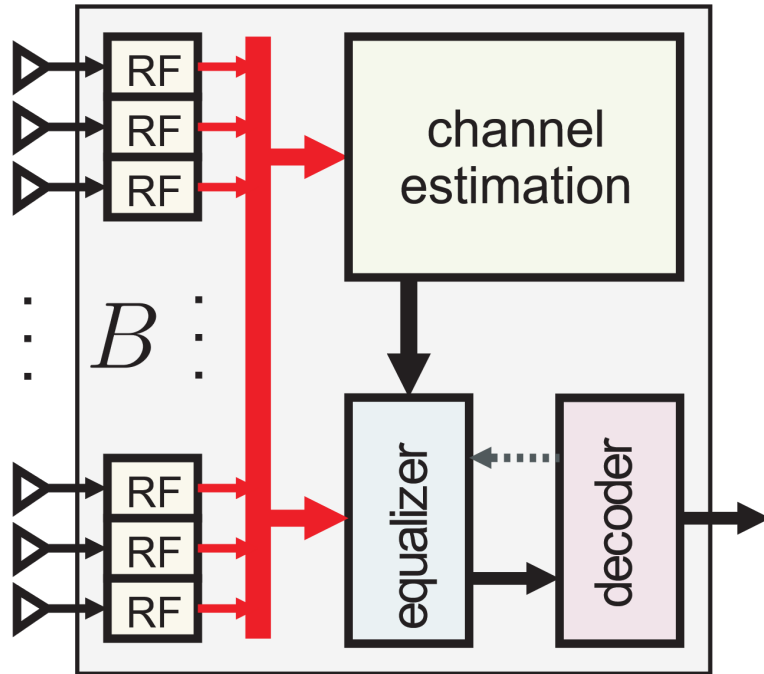 RF
RF
RF
channel
estimation
B
RF
RF
RF
equalizer
decoder